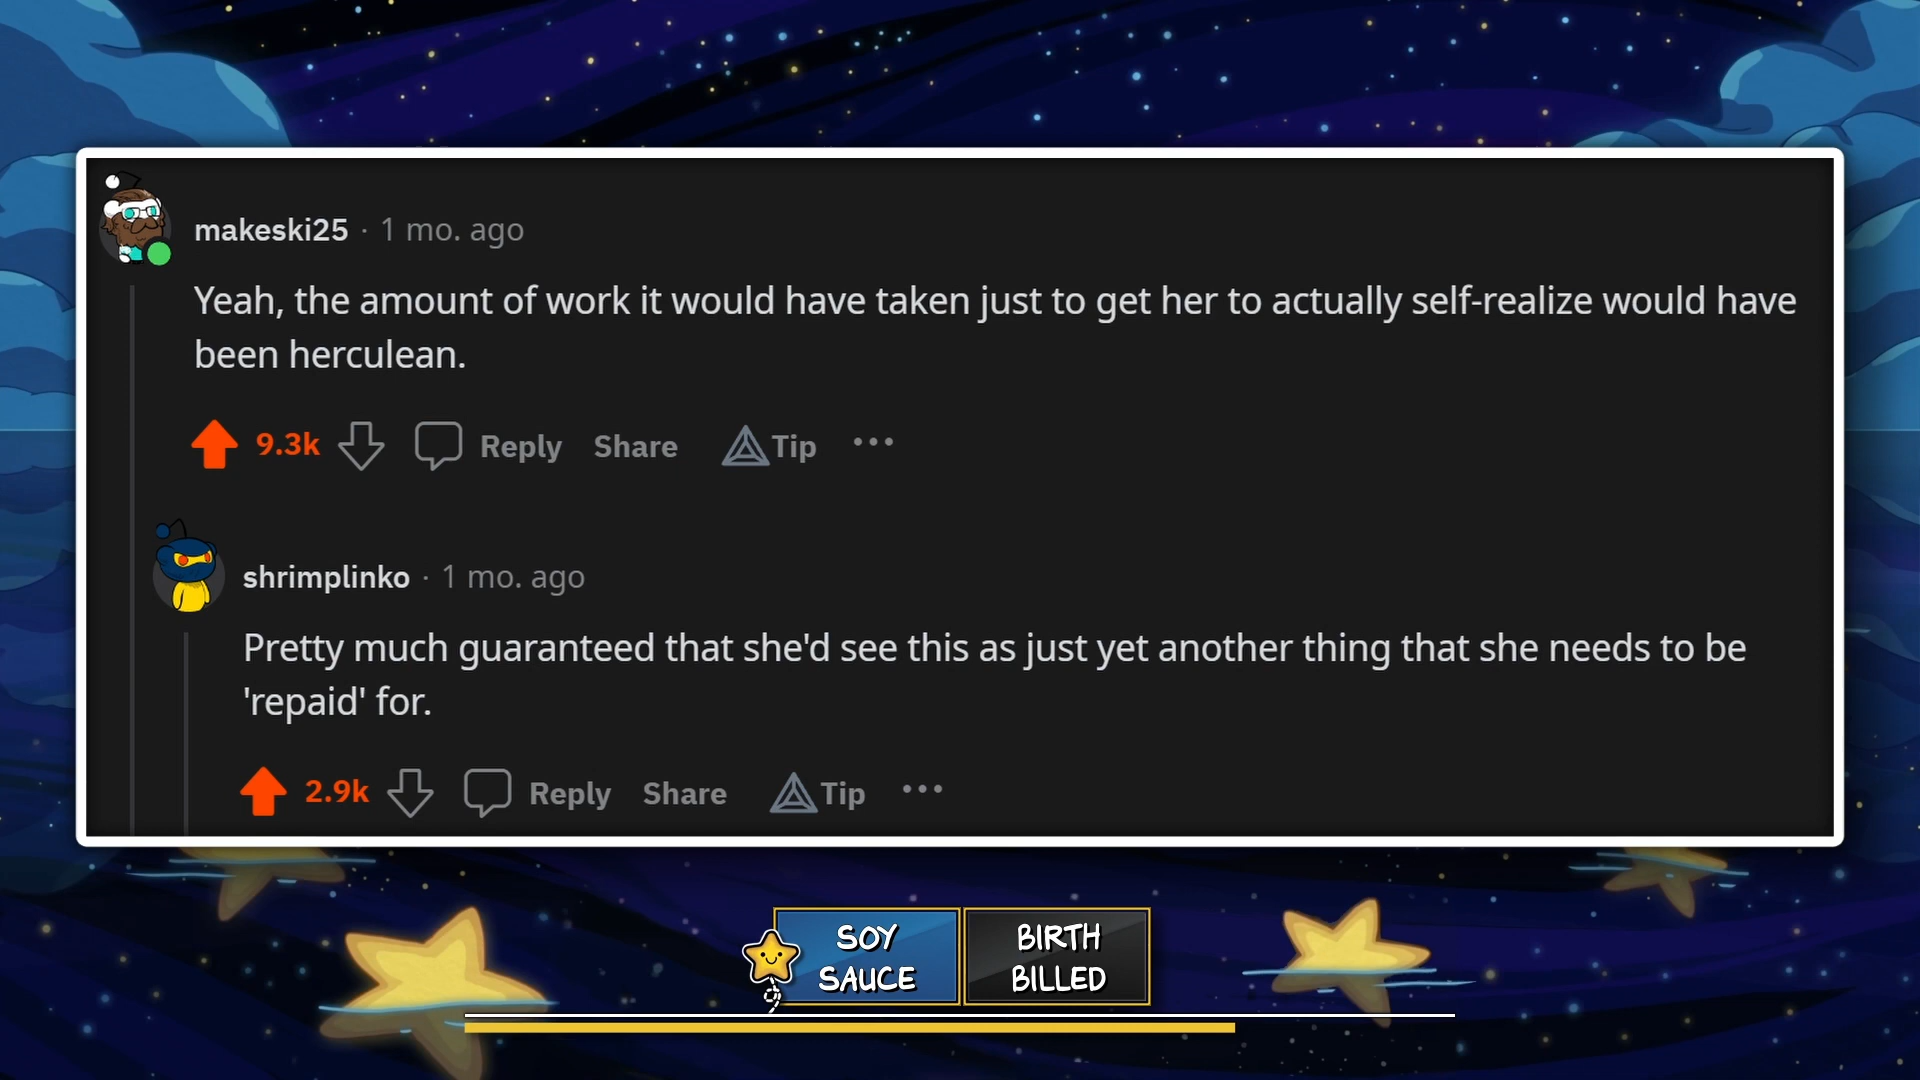 makeski25 · 1 mo. ago
Yeah, the amount of work it would have taken just to get her to actually self-realize would have
been herculean.
9.3k Reply Share Tip ...
shrimplinko · 1 mo. ago
Pretty much guaranteed that she'd see this as just yet another thing that she needs to be
'repaid' for.
2.9k Reply Share Tip ...
SOY
SAUCE
BIRTH
BILLED